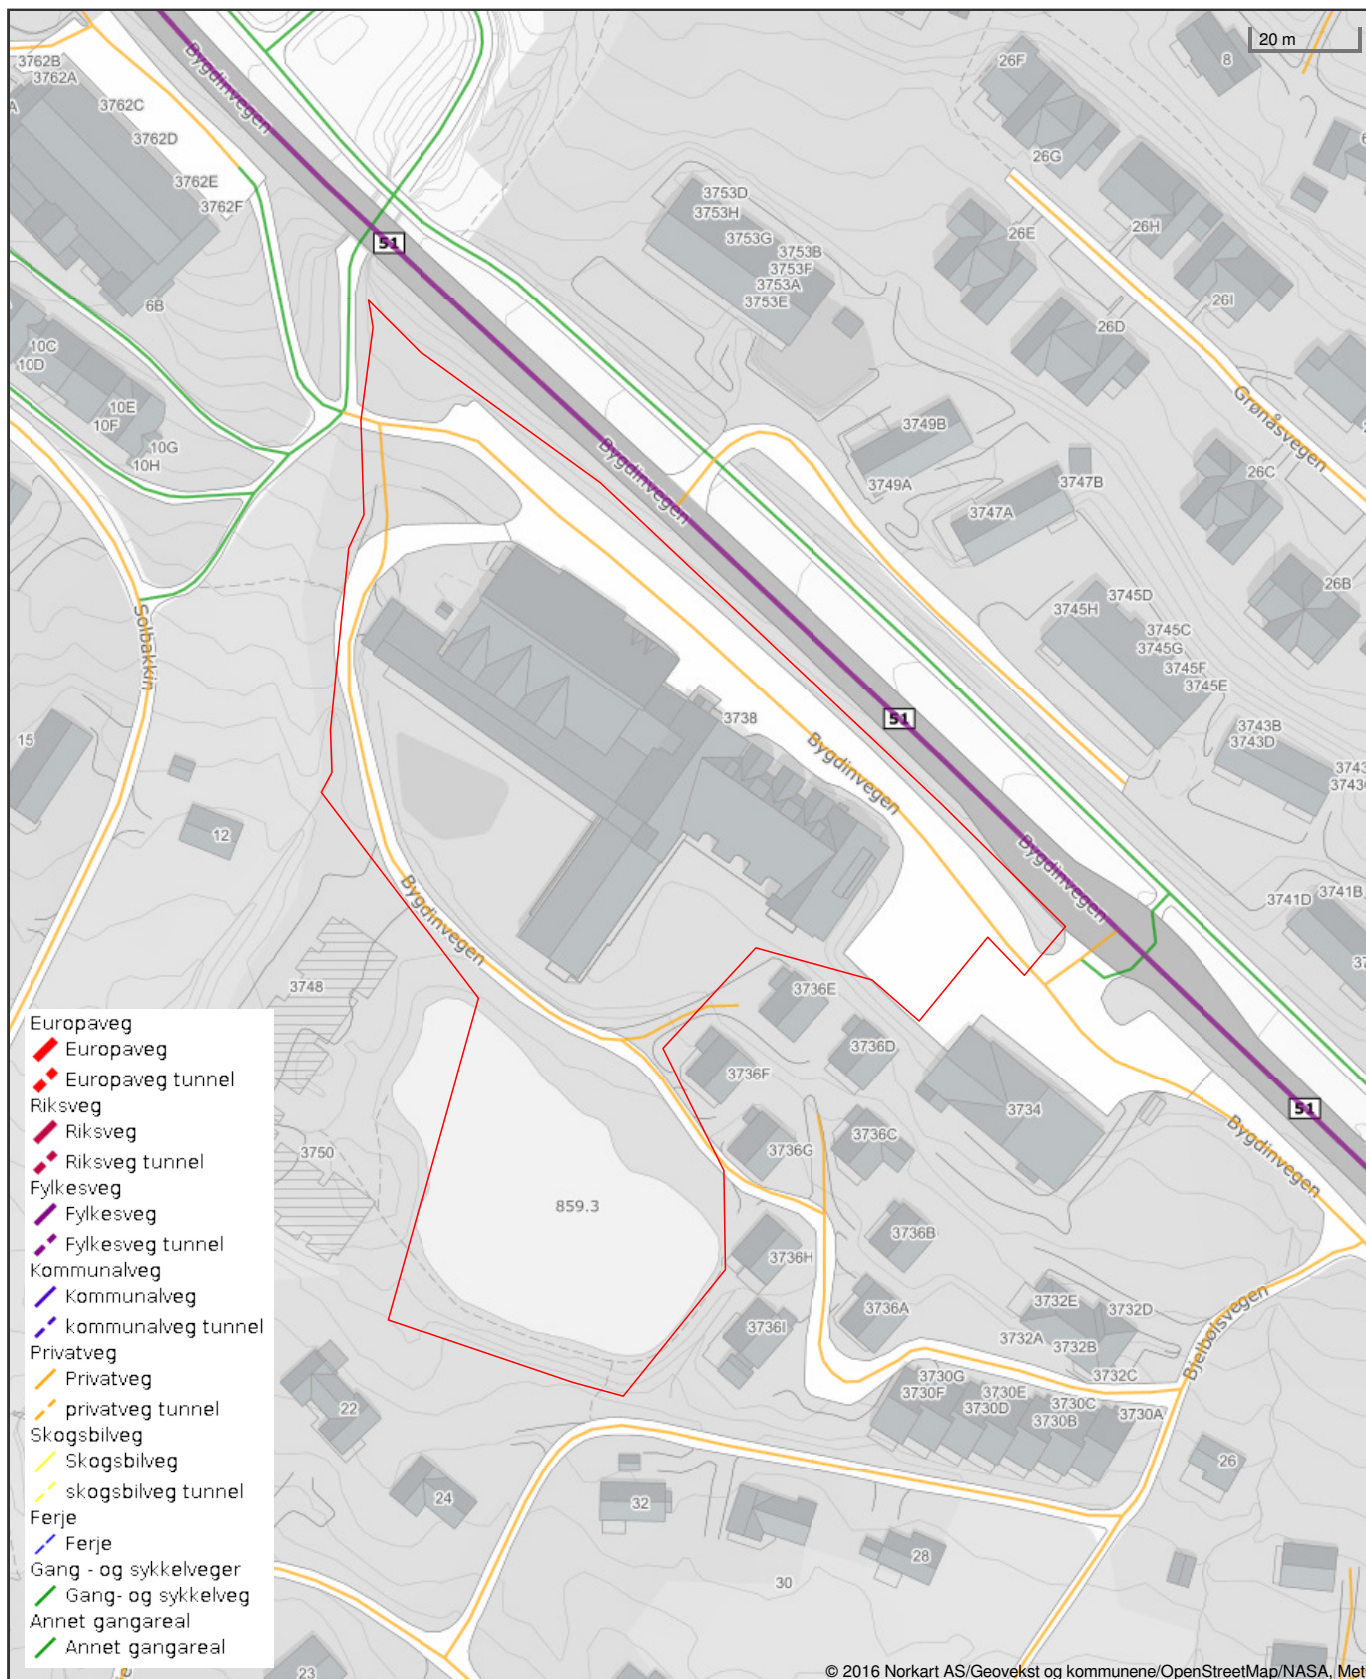 20 m
8
26F
3762B
3762A
3762C
3762D
3762E
3762F
Bygdinvegen
26G
26H
26E
26I
26D
3753D
3753H
3753G
3753B
3753F
3753A
3753E
51
6B
10C
10D
10E
10F
10G
10H
Grønåsvegen
3749B
3749A
3747B
3747A
26C
26B
Bygdinvegen
3745D
3745H
3745C
3745G
3745F
3745E
Solbakkin
51
3738
Bygdinvegen
3743B
3743D
15
12
Bygdinvegen
3741D
3741B
Bygdinvegen
3748
3736E
3736D
3736F
3734
51
3736C
3736G
Bygdinvegen
3750
859.3
3736B
3736H
3736A
3736I
3732E
3732D
3732A
3732B
3732C
Bjelbølsvegen
3730G
3730F
3730E
3730D
3730C
3730B
3730A
22
24
32
26
28
30
23
Europaveg
Europaveg
Europaveg tunnel
Riksveg
Riksveg
Riksveg tunnel
Fylkesveg
Fylkesveg
Fylkesveg tunnel
Kommunalveg
Kommunalveg
kommunalveg tunnel
Privatveg
Privatveg
privatveg tunnel
Skogsbilveg
Skogsbilveg
skogsbilveg tunnel
Ferje
Ferje
Gang - og sykkelveger
Gang- og sykkelveg
Annet gangareal
Annet gangareal
© 2016 Norkart AS/Geovekst og kommunene/OpenStreetMap/NASA, Met